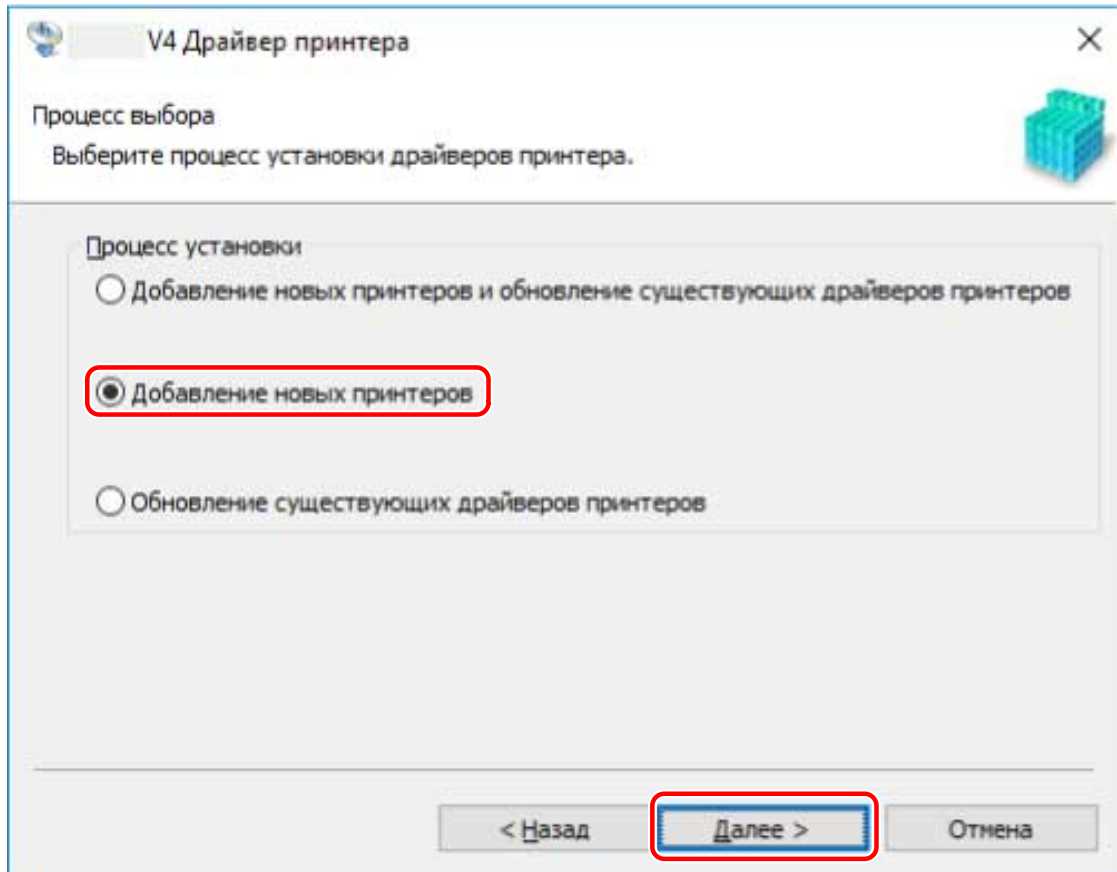 V4 Драйвер принтера
Процесс выбора
Выберите процесс установки драйверов принтера.
Процесс установки
Добавление новых принтеров и обновление существующих драйверов принтеров
Добавление новых принтеров
Обновление существующих драйверов принтеров
< Назад Далее > Отмена